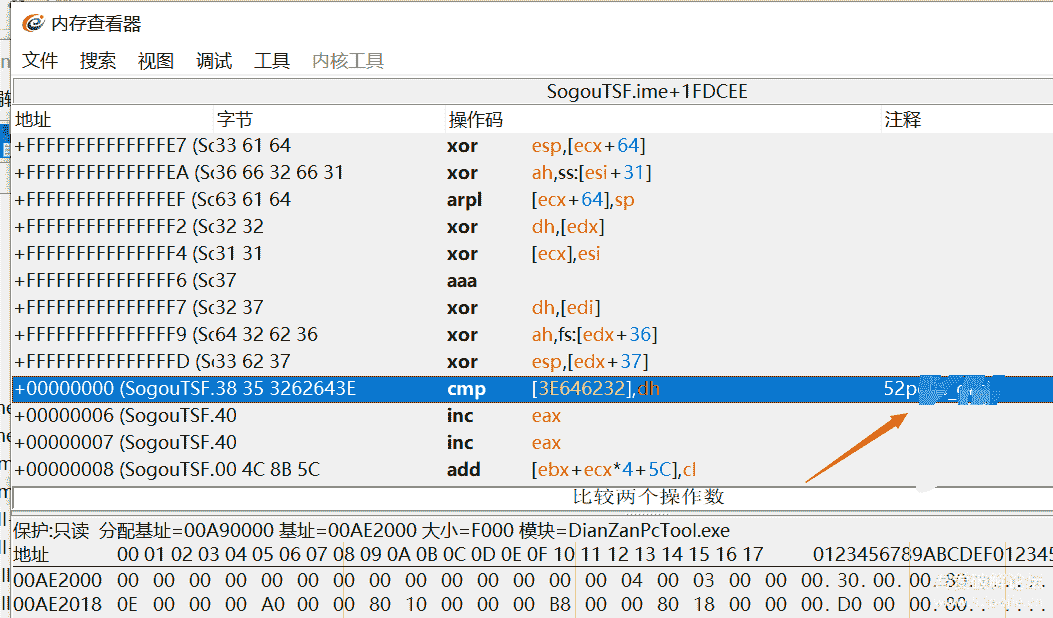 内存查看器
文件 搜索 视图 调试 工具 内核工具
SogouTSF.ime+1FDCEE
地址 字节 操作码 注释
+FFFFFFFFFFFFFFE7 (Sc33 61 64 xor esp,[ecx+64]
+FFFFFFFFFFFFFFEA (Sc36 66 32 66 31 xor ah,ss:[esi+31]
+FFFFFFFFFFFFFFEF (Sc63 61 64 arpl [ecx+64],sp
+FFFFFFFFFFFFFFF2 (Sc32 32 xor dh,[edx]
+FFFFFFFFFFFFFFF4 (Sc31 31 xor [ecx],esi
+FFFFFFFFFFFFFFF6 (Sc37 aaa
+FFFFFFFFFFFFFFF7 (Sc32 37 xor dh,[edi]
+FFFFFFFFFFFFFFF9 (Sc64 32 62 36 xor ah,fs:[edx+36]
+FFFFFFFFFFFFFFFD (Sc33 62 37 xor esp,[edx+37]
+00000000 (SogouTSF.38 35 3262643E cmp [3E646232],dh 52p
+00000006 (SogouTSF.40 inc eax
+00000007 (SogouTSF.40 inc eax
+00000008 (SogouTSF.00 4C 8B 5C add [ebx+ecx*4+5C],cl
比较两个操作数
保护:只读 分配基址=00A90000 基址=00AE2000 大小=F000 模块=DianZanPcTool.exe
地址 00 01 02 03 04 05 06 07 08 09 0A 0B 0C 0D 0E 0F 10 11 12 13 14 15 16 17 0123456789ABCDEF012345
00AE2000 00 00 00 00 00 00 00 00 00 00 00 00 00 00 04 00 03 00 00 00 00. 30. 00. 00. 80.
00AE2018 0E 00 00 00 A0 00 00 80 10 00 00 00 B8 00 00 80 18 00 00 00. D0 00 00. 80.